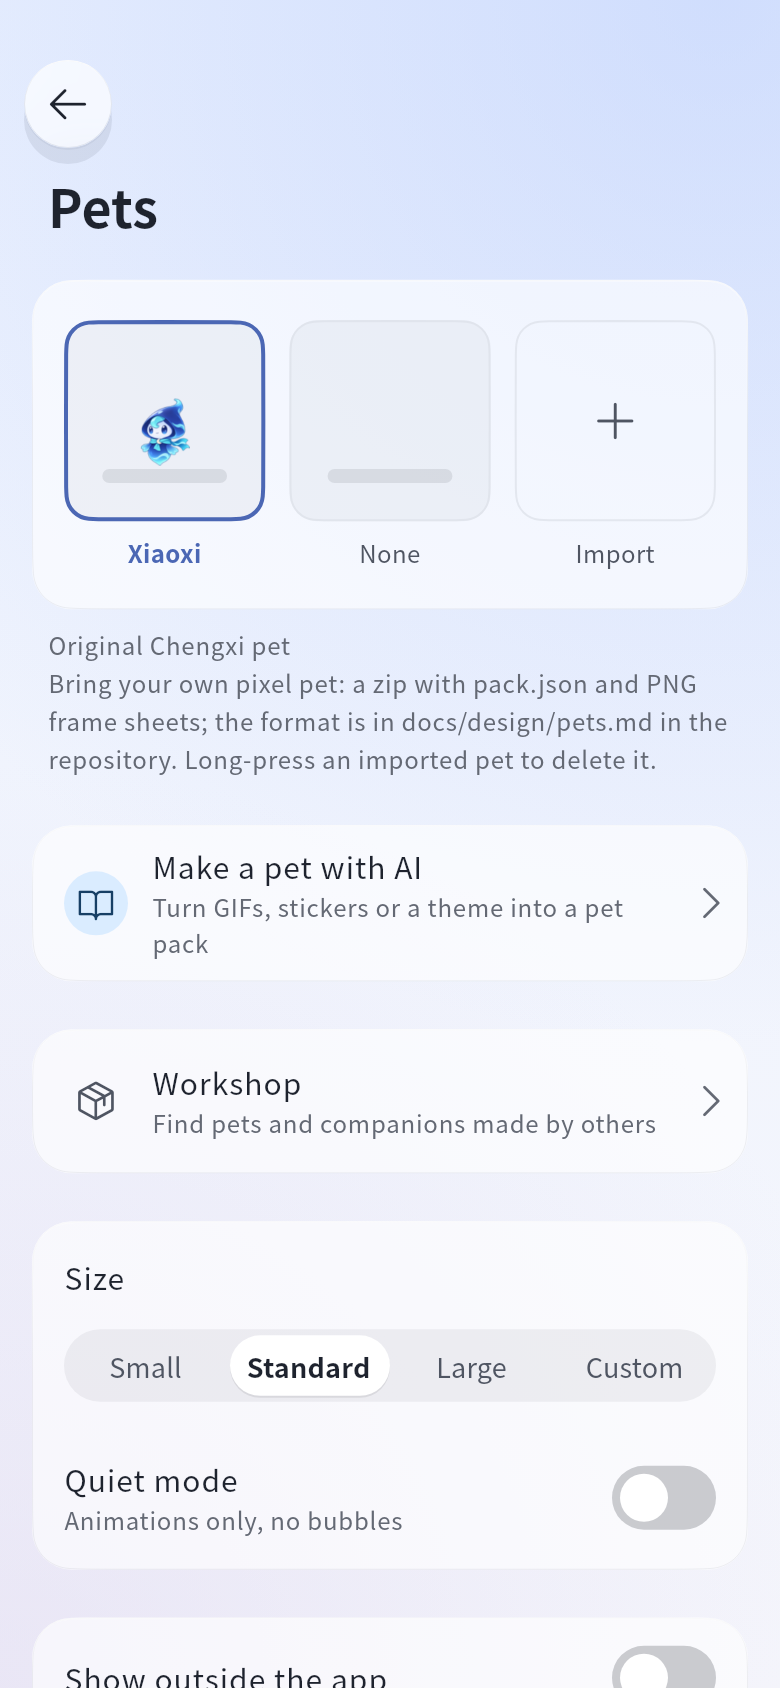 Pets
Xiaoxi
None
Import
Original Chengxi pet
Bring your own pixel pet: a zip with pack.json and PNG
frame sheets; the format is in docs/design/pets.md in the
repository. Long-press an imported pet to delete it.
Make a pet with AI
Turn GIFs, stickers or a theme into a pet
pack
Workshop
Find pets and companions made by others
Size
Small
Standard
Large
Custom
Quiet mode
Animations only, no bubbles
Show outside the app